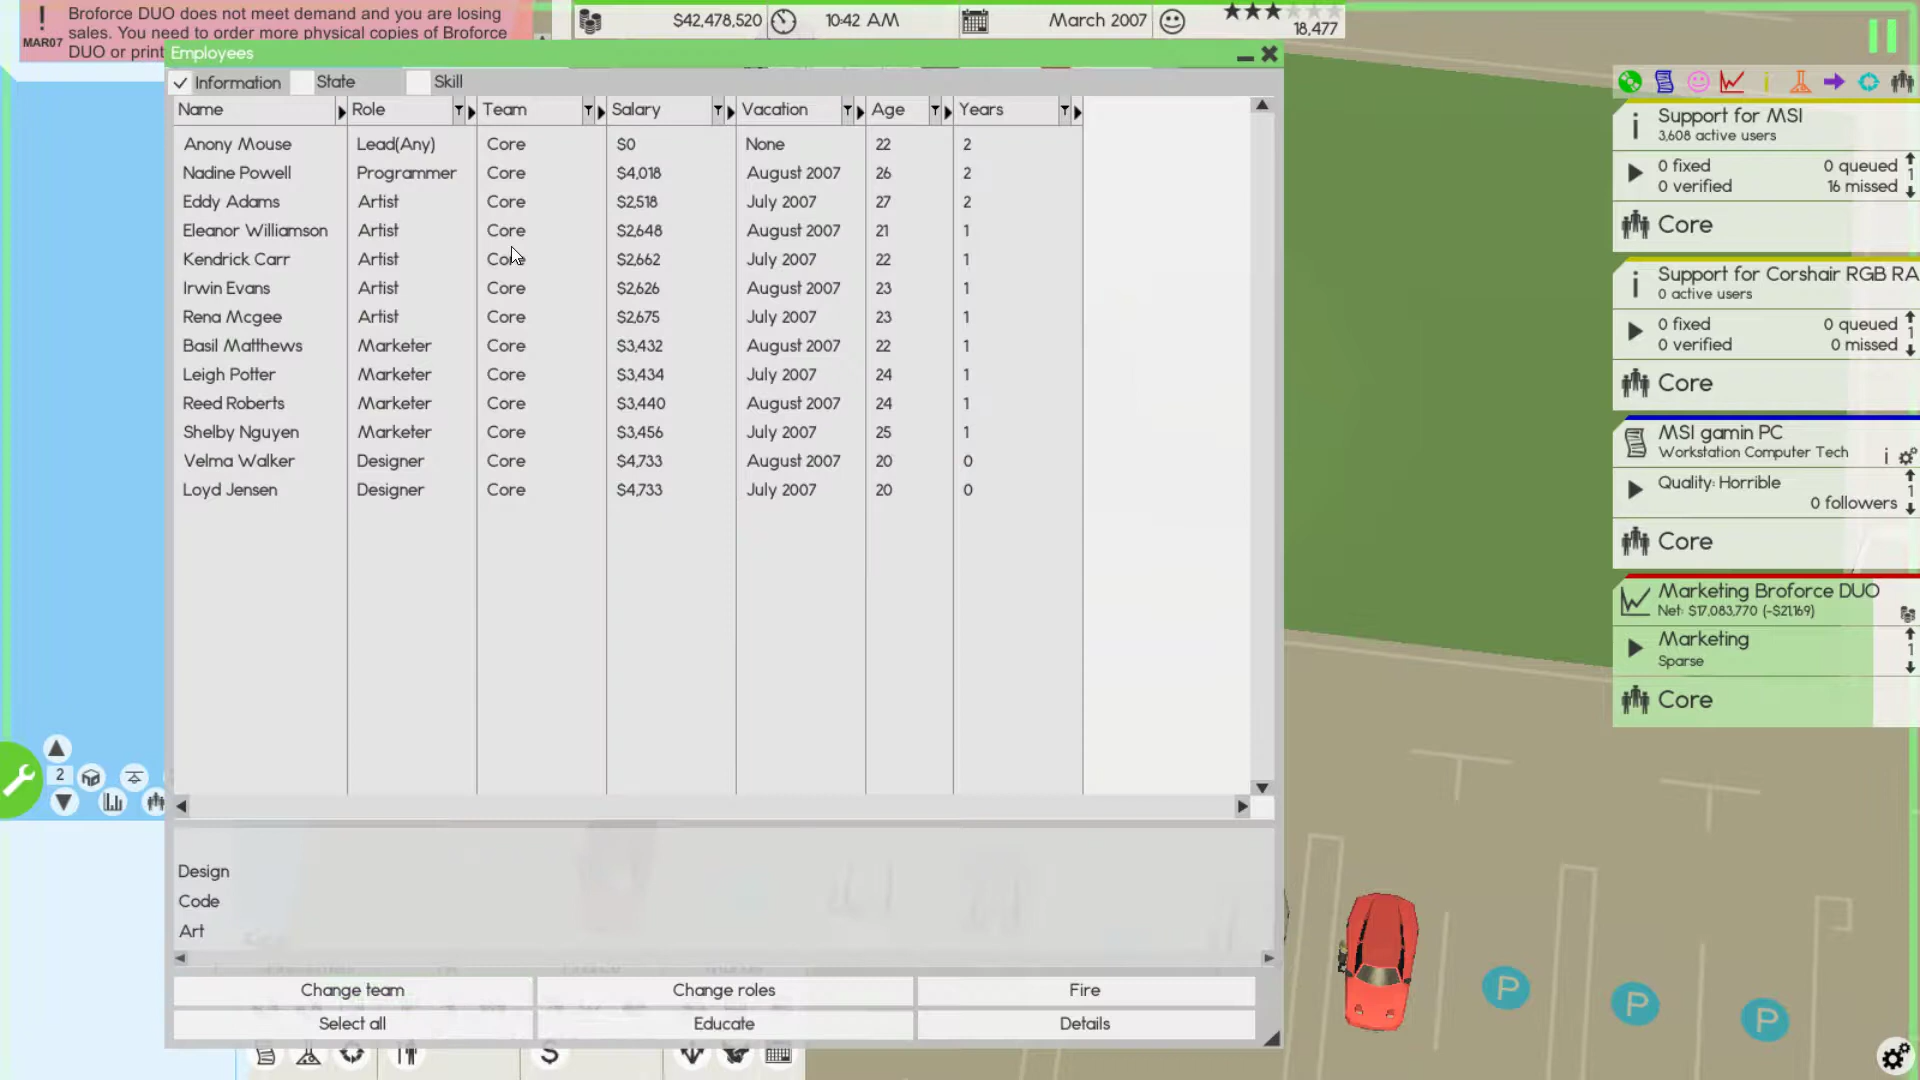 ! Broforce DUO does not meet demand and you are losing
sales. You need to order more physical copies of Broforce
MAR07 DUO or print
$42,478,520 10:42 AM March 2007 18,477
Employees
Information State Skill
Name Role Team Salary Vacation Age Years
Anony Mouse Lead(Any) Core $0 None 22 2
Nadine Powell Programmer Core $4,018 August 2007 26 2
Eddy Adams Artist Core $2,518 July 2007 27 2
Eleanor Williamson Artist Core $2,648 August 2007 21 1
Kendrick Carr Artist Core $2,662 July 2007 22 1
Irwin Evans Artist Core $2,626 August 2007 23 1
Rena Mcgee Artist Core $2,675 July 2007 23 1
Basil Matthews Marketer Core $3,432 August 2007 22 1
Leigh Potter Marketer Core $3,434 July 2007 24 1
Reed Roberts Marketer Core $3,440 August 2007 24 1
Shelby Nguyen Marketer Core $3,456 July 2007 25 1
Velma Walker Designer Core $4,733 August 2007 20 0
Loyd Jensen Designer Core $4,733 July 2007 20 0
Design
Code
Art
Change team Change roles Fire
Select all Educate Details
2
Support for MSI
3,608 active users
0 fixed 0 queued
0 verified 16 missed
1
Core
Support for Corshair RGB RA
0 active users
0 fixed 0 queued
0 verified 0 missed
1
Core
MSI gamin PC
Workstation Computer Tech
Quality: Horrible
0 followers
1
Core
Marketing Broforce DUO
Net: $17,083,770 (-$21,169)
Marketing
Sparse
1
Core
P P P